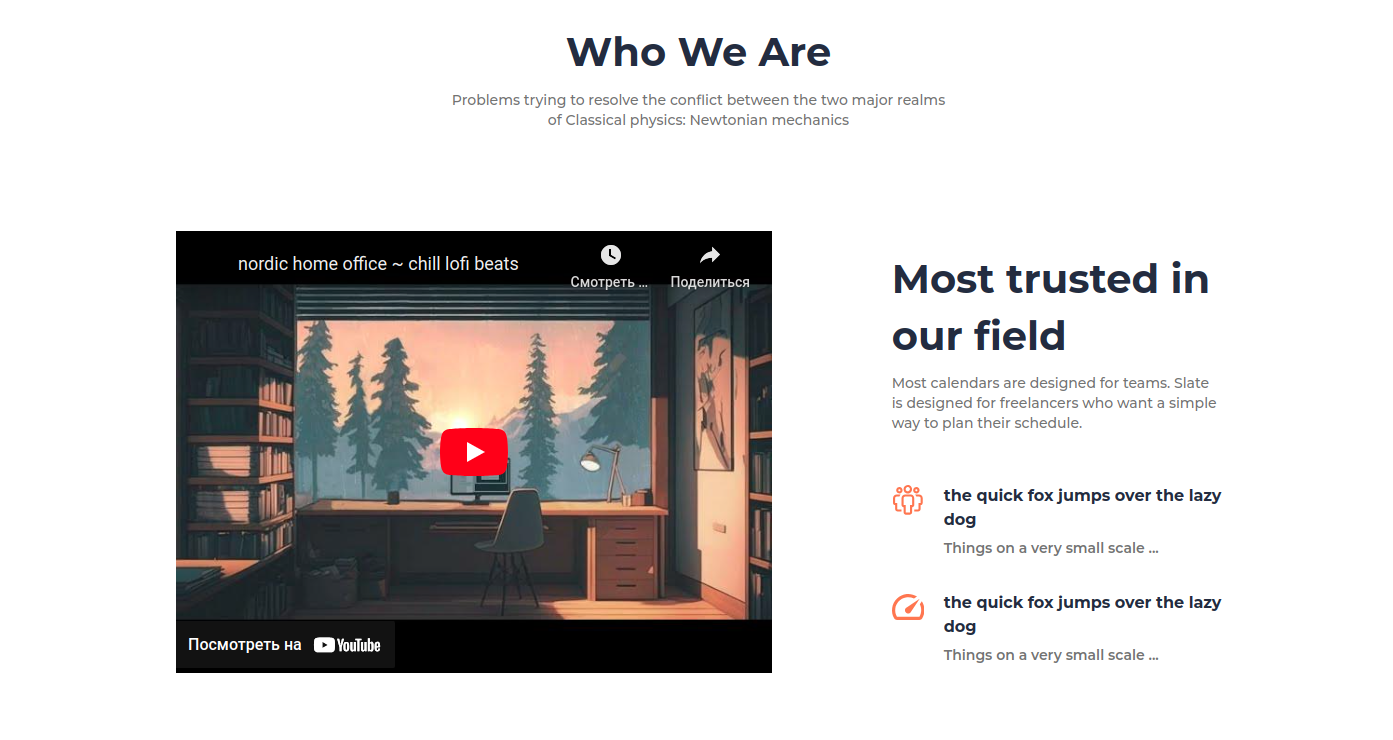 Who We Are
Problems trying to resolve the conflict between the two major realms
of Classical physics: Newtonian mechanics
nordic home office ~ chill lofi beats
Смотреть ...
Поделиться
Посмотреть на YouTube
Most trusted in
our field
Most calendars are designed for teams. Slate
is designed for freelancers who want a simple
way to plan their schedule.
the quick fox jumps over the lazy
dog
Things on a very small scale ...
the quick fox jumps over the lazy
dog
Things on a very small scale ...